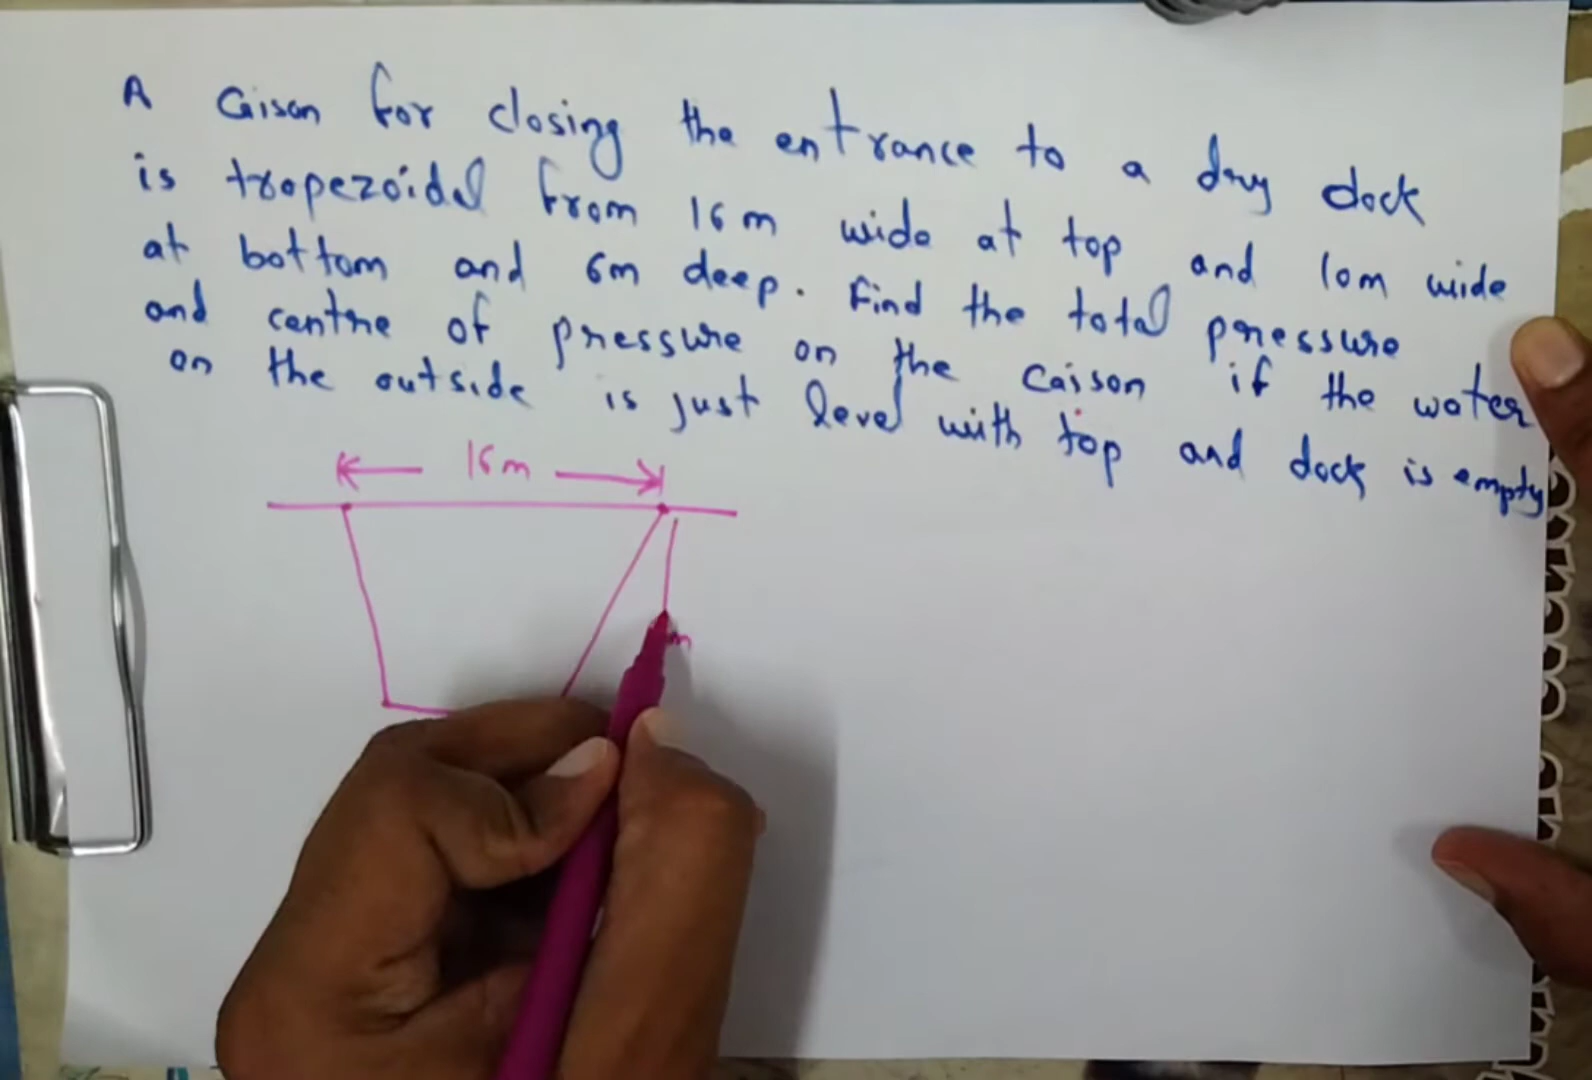 A Caison for closing the entrance to a dry dock
is tropezoidal from 16m wide at top and 10m wide
at bottom and 6m deep. Find the total pressure
and centre of pressure on the Caison if the water
on the outside is just level with top and dock is empty
16m
m